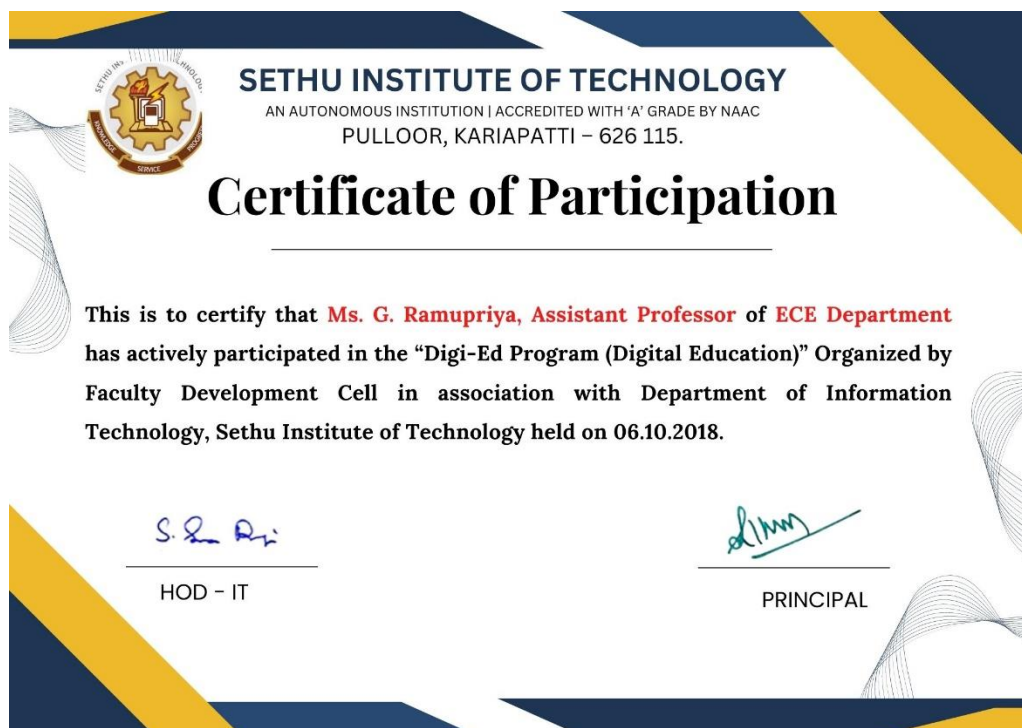 SETHU INSTITUTE OF TECHNOLOGY
AN AUTONOMOUS INSTITUTION | ACCREDITED WITH 'A' GRADE BY NAAC
PULLOOR, KARIAPATTI – 626 115.
KNOWLEDGE
SERVICE
Certificate of Participation
This is to certify that Ms. G. Ramupriya, Assistant Professor of ECE Department
has actively participated in the “Digi-Ed Program (Digital Education)” Organized by
Faculty Development Cell in association with Department of Information
Technology, Sethu Institute of Technology held on 06.10.2018.
HOD – IT
PRINCIPAL